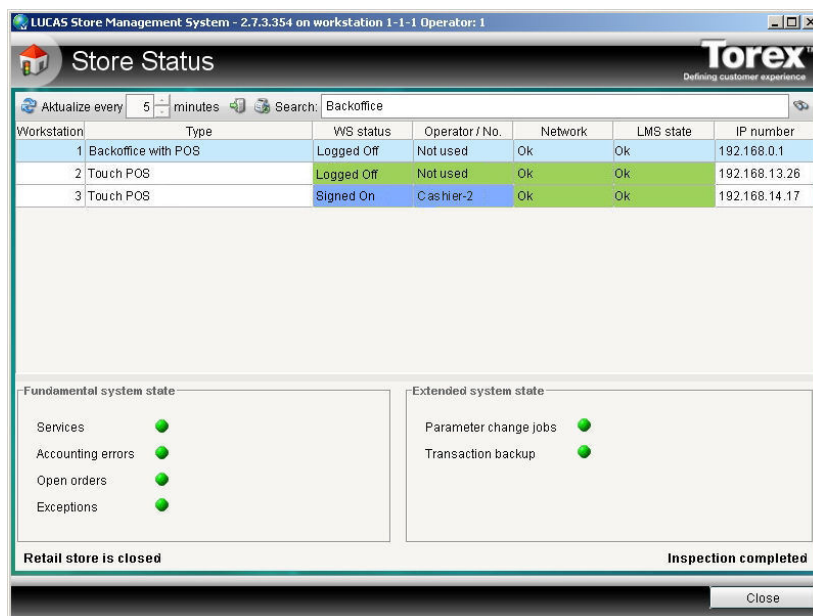 LUCAS Store Management System - 2.7.3.354 on workstation 1-1-1 Operator: 1
Store Status
Torex™
Defining customer experience
Aktualize every 5 minutes Search: Backoffice
Workstation Type WS status Operator / No. Network LMS state IP number
1 Backoffice with POS Logged Off Not used Ok Ok 192.168.0.1
2 Touch POS Logged Off Not used Ok Ok 192.168.13.26
3 Touch POS Signed On Cashier-2 Ok Ok 192.168.14.17
Fundamental system state
Services
Accounting errors
Open orders
Exceptions
Extended system state
Parameter change jobs
Transaction backup
Retail store is closed
Inspection completed
Close